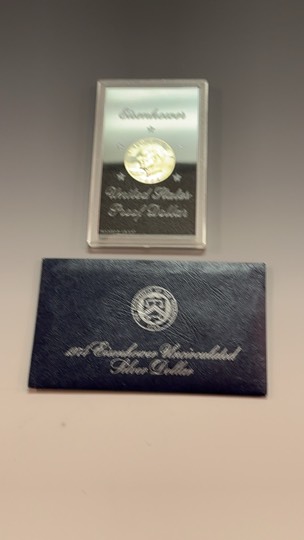 Eisenhower
United States
Proof Dollar
Eisenhower Uncirculated
Silver Dollar